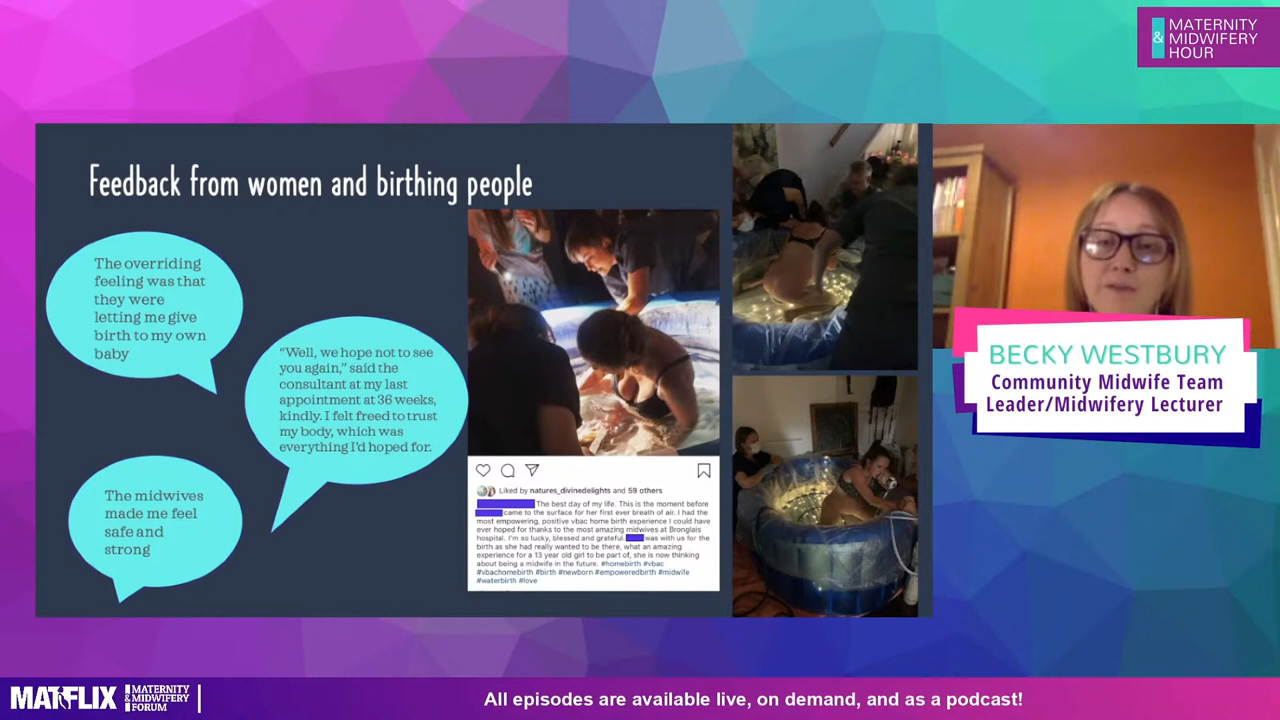 MATERNITY
& MIDWIFERY
HOUR
Feedback from women and birthing people
The overriding
feeling was that
they were
letting me give
birth to my own
baby
“Well, we hope not to see
you again,” said the
consultant at my last
appointment at 36 weeks,
kindly. I felt freed to trust
my body, which was
everything I'd hoped for.
The midwives
made me feel
safe and
strong
Liked by natures_divinedelights and 59 others
The best day of my life. This is the moment before
came to the surface for her first ever breath of air. I had the
most empowering, positive vbac home birth experience I could have
ever hoped for thanks to the most amazing midwives at Bronglais
hospital. I'm so lucky, blessed and grateful. was with us for the
birth as she had really wanted to be there, what an amazing
experience for a 13 year old girl to be part of, she is now thinking
about being a midwife in the future. #homebirth #vbac
#vbachomebirth #birth #newborn #empoweredbirth #midwife
#waterbirth #love
BECKY WESTBURY
Community Midwife Team
Leader/Midwifery Lecturer
MATFLIX
MATERNITY
& MIDWIFERY
FORUM
All episodes are available live, on demand, and as a podcast!